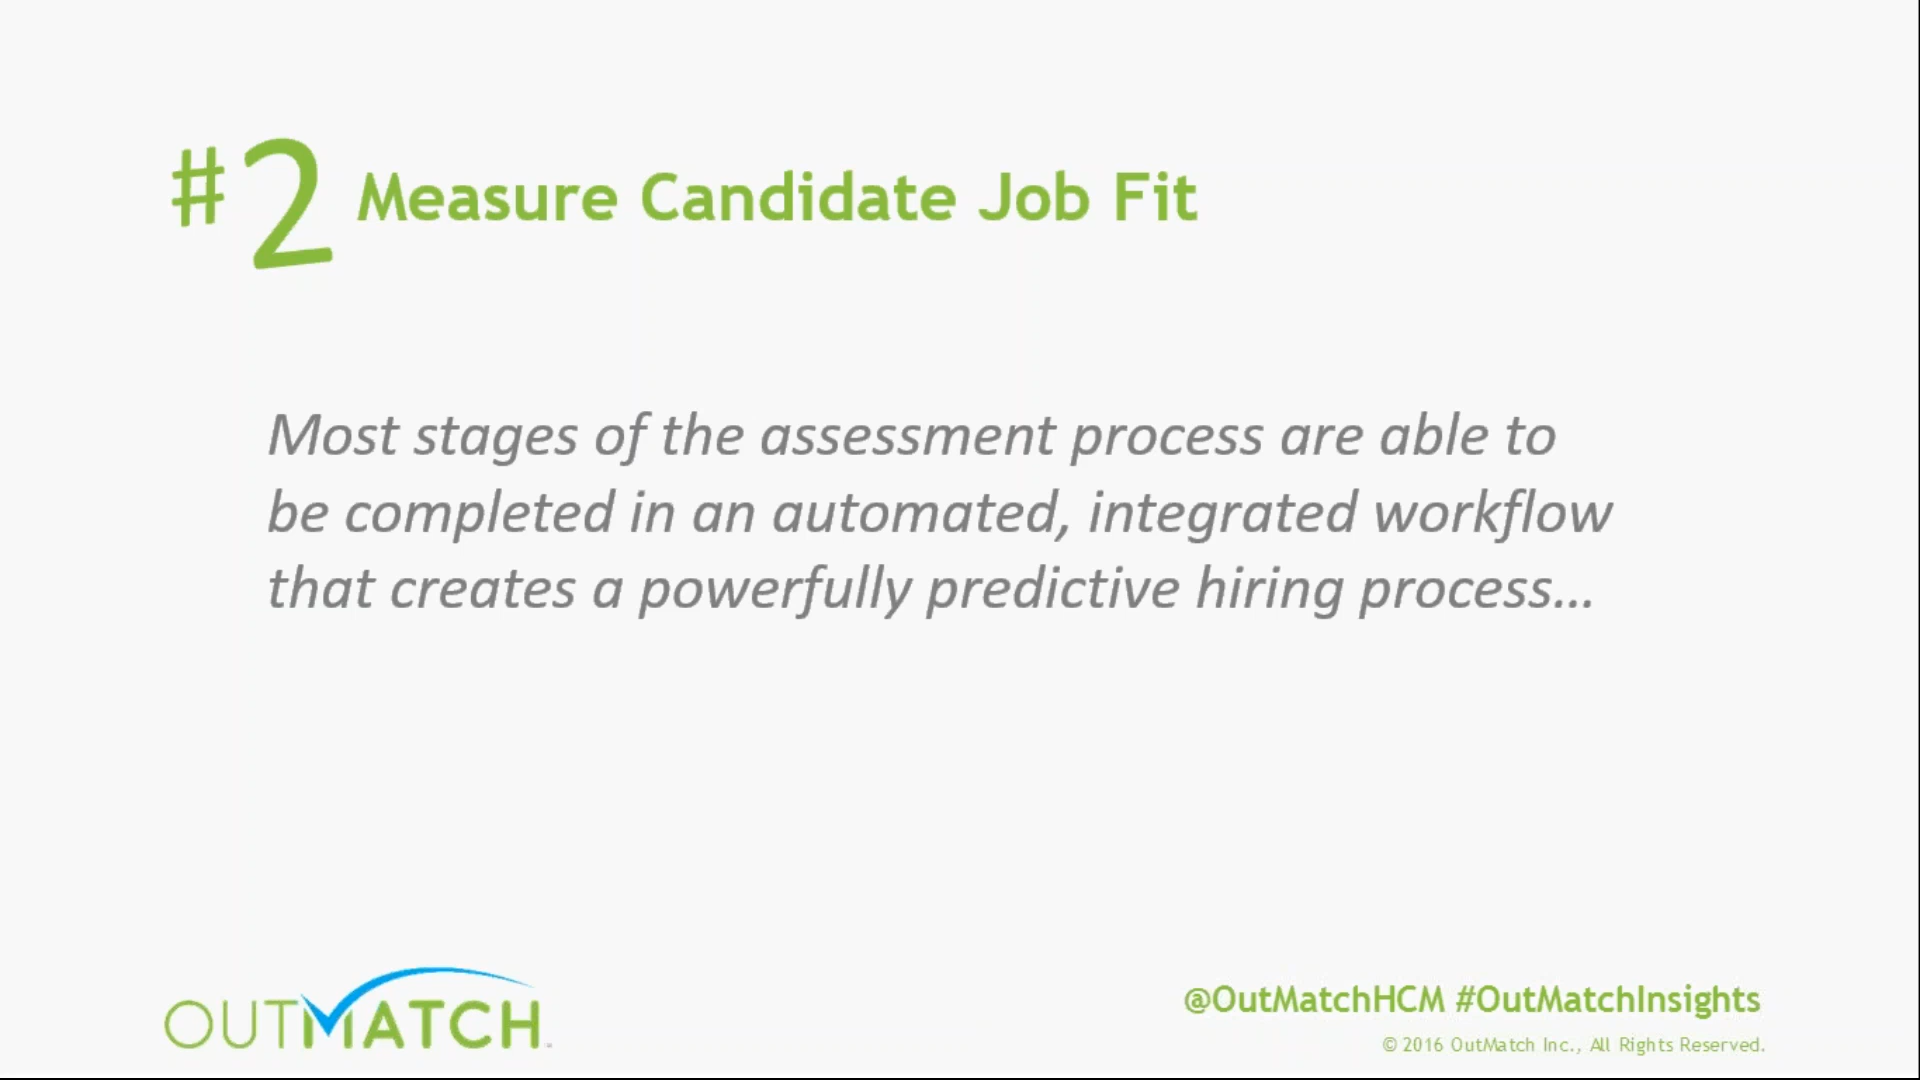 #2 Measure Candidate Job Fit
Most stages of the assessment process are able to
be completed in an automated, integrated workflow
that creates a powerfully predictive hiring process...
OUTMATCH
@OutMatchHCM #OutMatchInsights
© 2016 OutMatch Inc., All Rights Reserved.